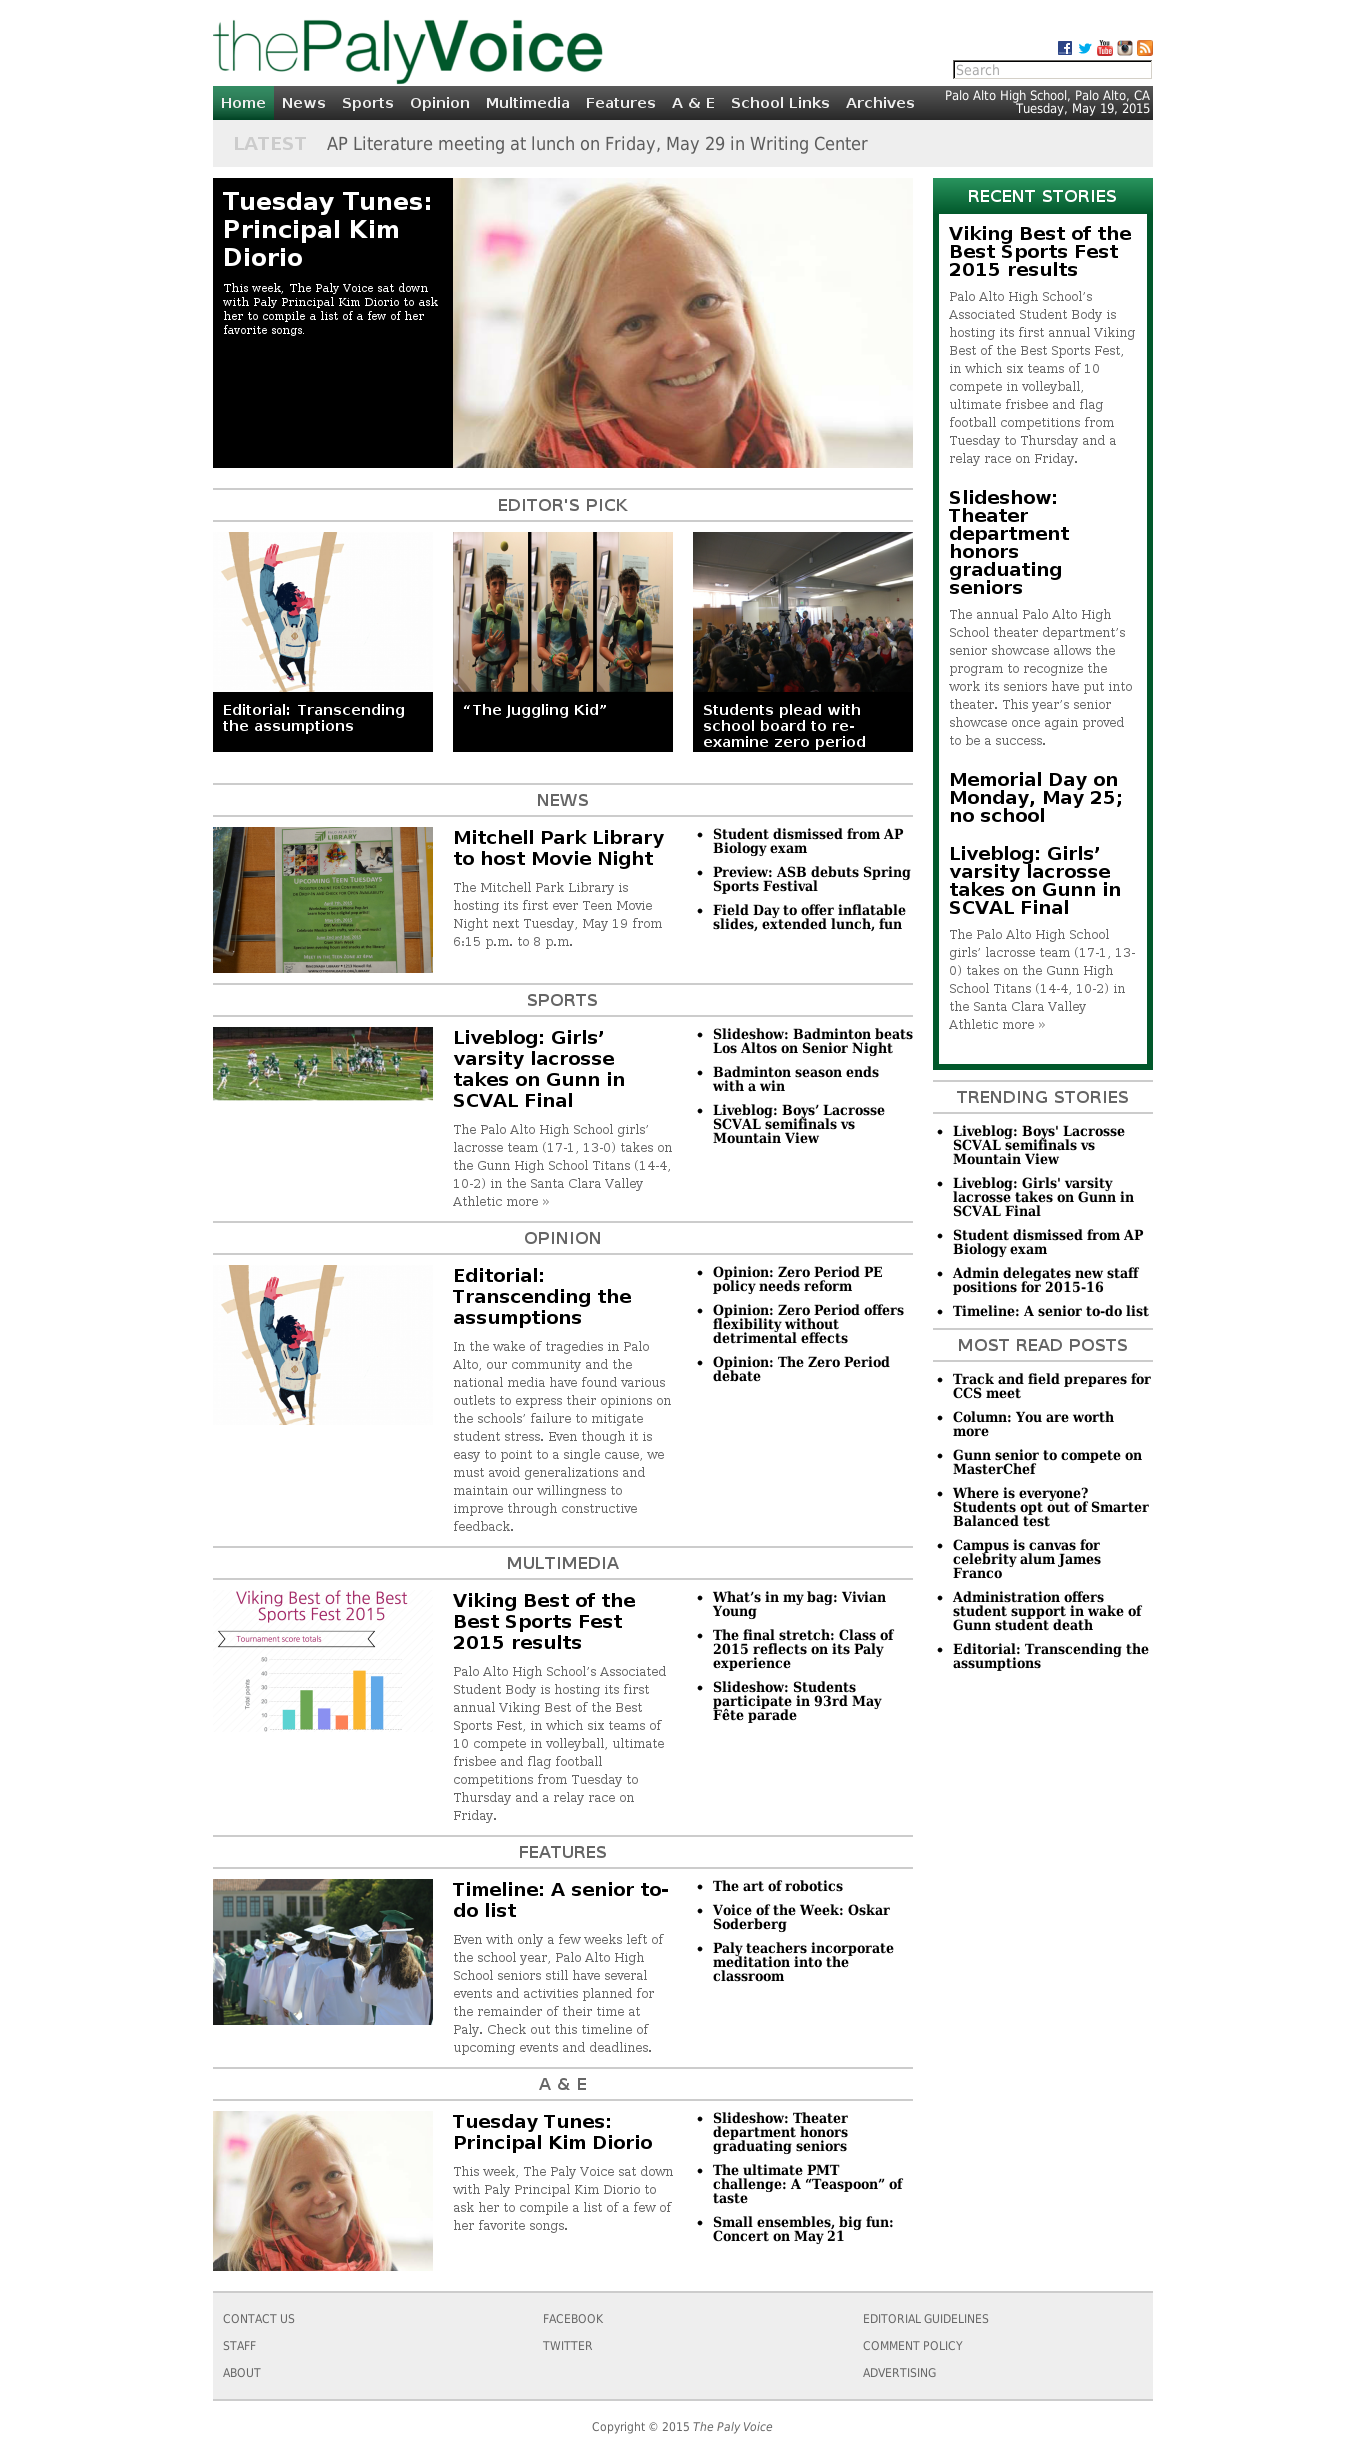 thePalyVoice
Search
Home News Sports Opinion Multimedia Features A & E School Links Archives
Palo Alto High School, Palo Alto, CA
Tuesday, May 19, 2015
LATEST AP Literature meeting at lunch on Friday, May 29 in Writing Center
Tuesday Tunes:
Principal Kim
Diorio
This week, The Paly Voice sat down
with Paly Principal Kim Diorio to ask
her to compile a list of a few of her
favorite songs.
EDITOR'S PICK
Editorial: Transcending
the assumptions
“The Juggling Kid”
Students plead with
school board to re-
examine zero period
NEWS
LIBRARY
UPCOMING TEEN TUESDAYS
Mitchell Park Library
to host Movie Night
The Mitchell Park Library is
hosting its first ever Teen Movie
Night next Tuesday, May 19 from
6:15 p.m. to 8 p.m.
• Student dismissed from AP
Biology exam
• Preview: ASB debuts Spring
Sports Festival
• Field Day to offer inflatable
slides, extended lunch, fun
SPORTS
Liveblog: Girls’
varsity lacrosse
takes on Gunn in
SCVAL Final
The Palo Alto High School girls’
lacrosse team (17-1, 13-0) takes on
the Gunn High School Titans (14-4,
10-2) in the Santa Clara Valley
Athletic more »
• Slideshow: Badminton beats
Los Altos on Senior Night
• Badminton season ends
with a win
• Liveblog: Boys’ Lacrosse
SCVAL semifinals vs
Mountain View
OPINION
Editorial:
Transcending the
assumptions
In the wake of tragedies in Palo
Alto, our community and the
national media have found various
outlets to express their opinions on
the schools’ failure to mitigate
student stress. Even though it is
easy to point to a single cause, we
must avoid generalizations and
maintain our willingness to
improve through constructive
feedback.
• Opinion: Zero Period PE
policy needs reform
• Opinion: Zero Period offers
flexibility without
detrimental effects
• Opinion: The Zero Period
debate
MULTIMEDIA
Viking Best of the Best
Sports Fest 2015
Tournament score totals
Total points
50
40
30
20
10
0
Viking Best of the
Best Sports Fest
2015 results
Palo Alto High School’s Associated
Student Body is hosting its first
annual Viking Best of the Best
Sports Fest, in which six teams of
10 compete in volleyball, ultimate
frisbee and flag football
competitions from Tuesday to
Thursday and a relay race on
Friday.
• What’s in my bag: Vivian
Young
• The final stretch: Class of
2015 reflects on its Paly
experience
• Slideshow: Students
participate in 93rd May
Fête parade
FEATURES
Timeline: A senior to-
do list
Even with only a few weeks left of
the school year, Palo Alto High
School seniors still have several
events and activities planned for
the remainder of their time at
Paly. Check out this timeline of
upcoming events and deadlines.
• The art of robotics
• Voice of the Week: Oskar
Soderberg
• Paly teachers incorporate
meditation into the
classroom
A & E
Tuesday Tunes:
Principal Kim Diorio
This week, The Paly Voice sat down
with Paly Principal Kim Diorio to
ask her to compile a list of a few of
her favorite songs.
• Slideshow: Theater
department honors
graduating seniors
• The ultimate PMT
challenge: A “Teaspoon” of
taste
• Small ensembles, big fun:
Concert on May 21
RECENT STORIES
Viking Best of the
Best Sports Fest
2015 results
Palo Alto High School’s
Associated Student Body is
hosting its first annual Viking
Best of the Best Sports Fest,
in which six teams of 10
compete in volleyball,
ultimate frisbee and flag
football competitions from
Tuesday to Thursday and a
relay race on Friday.
Slideshow:
Theater
department
honors
graduating
seniors
The annual Palo Alto High
School theater department’s
senior showcase allows the
program to recognize the
work its seniors have put into
theater. This year’s senior
showcase once again proved
to be a success.
Memorial Day on
Monday, May 25;
no school
Liveblog: Girls’
varsity lacrosse
takes on Gunn in
SCVAL Final
The Palo Alto High School
girls’ lacrosse team (17-1, 13-
0) takes on the Gunn High
School Titans (14-4, 10-2) in
the Santa Clara Valley
Athletic more »
TRENDING STORIES
• Liveblog: Boys' Lacrosse
SCVAL semifinals vs
Mountain View
• Liveblog: Girls' varsity
lacrosse takes on Gunn in
SCVAL Final
• Student dismissed from AP
Biology exam
• Admin delegates new staff
positions for 2015-16
• Timeline: A senior to-do list
MOST READ POSTS
• Track and field prepares for
CCS meet
• Column: You are worth
more
• Gunn senior to compete on
MasterChef
• Where is everyone?
Students opt out of Smarter
Balanced test
• Campus is canvas for
celebrity alum James
Franco
• Administration offers
student support in wake of
Gunn student death
• Editorial: Transcending the
assumptions
CONTACT US
STAFF
ABOUT
FACEBOOK
TWITTER
EDITORIAL GUIDELINES
COMMENT POLICY
ADVERTISING
Copyright © 2015 The Paly Voice